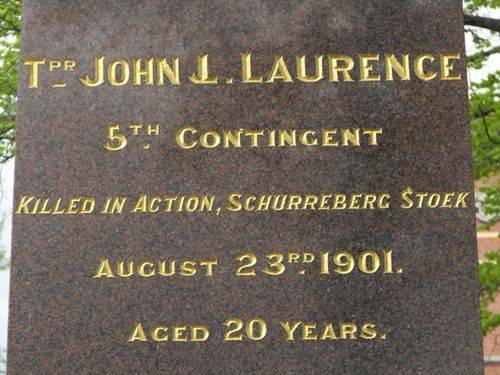 TPR JOHN L. LAURENCE
5TH. CONTINGENT
KILLED IN ACTION, SCHURREBERG STOEK
AUGUST 23RD. 1901.
AGED 20 YEARS.